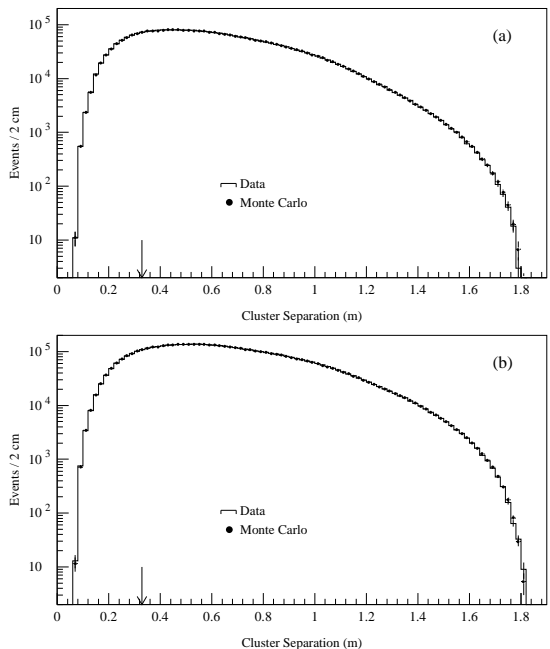 (a)
Events / 2 cm
10^5
10^4
10^3
10^2
10
Data
Monte Carlo
0 0.2 0.4 0.6 0.8 1.0 1.2 1.4 1.6 1.8
Cluster Separation (m)
(b)
Events / 2 cm
10^5
10^4
10^3
10^2
10
Data
Monte Carlo
0 0.2 0.4 0.6 0.8 1.0 1.2 1.4 1.6 1.8
Cluster Separation (m)